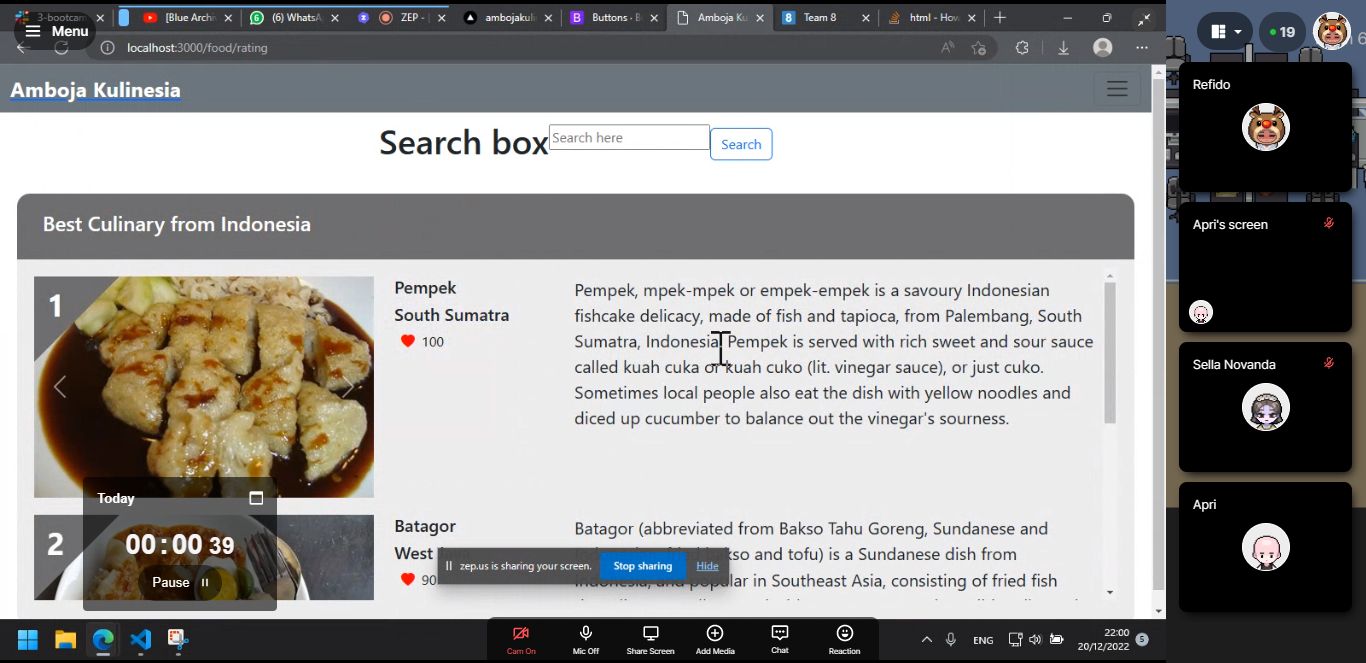 3-bootcam
[Blue Archi
(6) WhatsA
ZEP -
ambojakuli
Buttons · B
Amboja Ku
Team 8
html - How
Menu
localhost:3000/food/rating
19
Amboja Kulinesia
Search box
Search here
Search
Refido
Best Culinary from Indonesia
Apri's screen
1
Pempek
South Sumatra
100
Pempek, mpek-mpek or empek-empek is a savoury Indonesian
fishcake delicacy, made of fish and tapioca, from Palembang, South
Sumatra, Indonesia. Pempek is served with rich sweet and sour sauce
called kuah cuka or kuah cuko (lit. vinegar sauce), or just cuko.
Sometimes local people also eat the dish with yellow noodles and
diced up cucumber to balance out the vinegar's sourness.
Sella Novanda
Today
00:00 39
Pause
2
Batagor
West
90
Batagor (abbreviated from Bakso Tahu Goreng, Sundanese and
kso and tofu) is a Sundanese dish from
Indonesia, and popular in Southeast Asia, consisting of fried fish
zep.us is sharing your screen.
Stop sharing
Hide
Apri
Cam On
Mic Off
Share Screen
Add Media
Chat
Reaction
ENG
22:00
20/12/2022
5